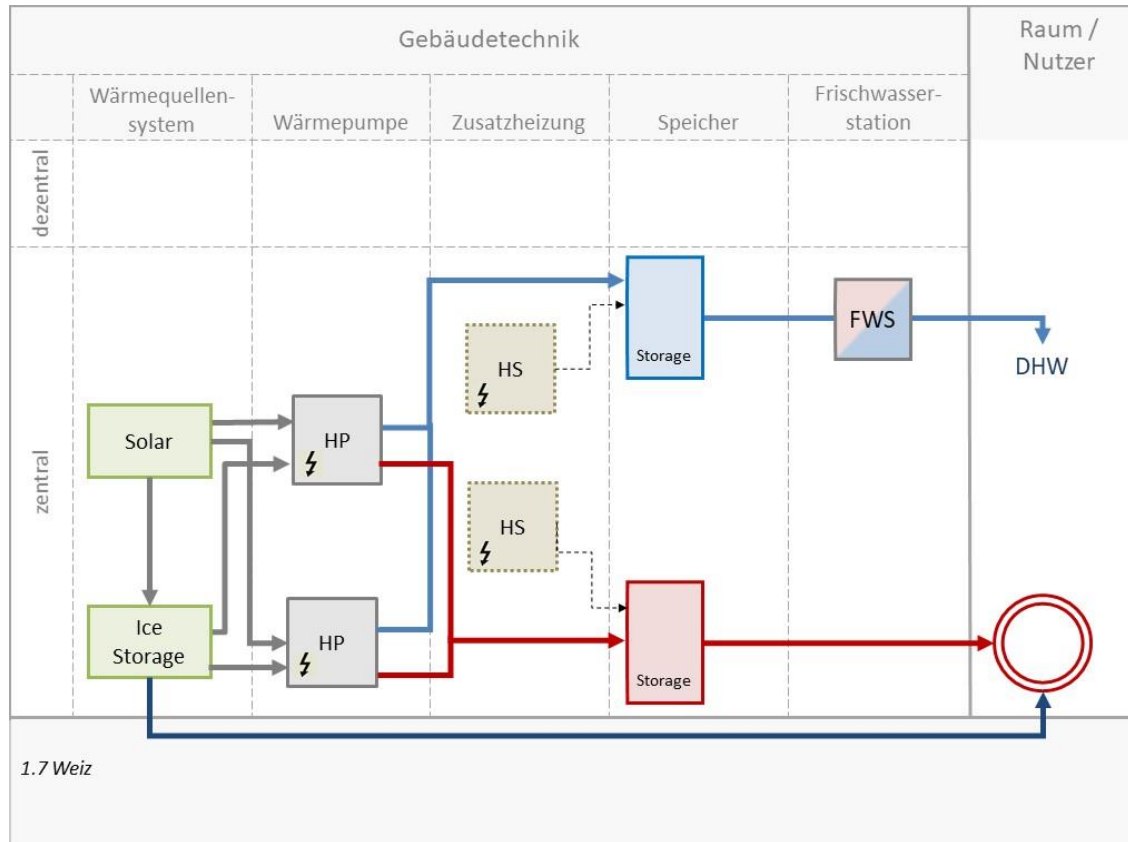 Gebäudetechnik
Raum /
Nutzer
Wärmequellen-
system
Wärmepumpe
Zusatzheizung
Speicher
Frischwasser-
station
dezentral
zentral
Storage
FWS
DHW
HS
Solar
HP
HS
Ice
Storage
HP
Storage
1.7 Weiz